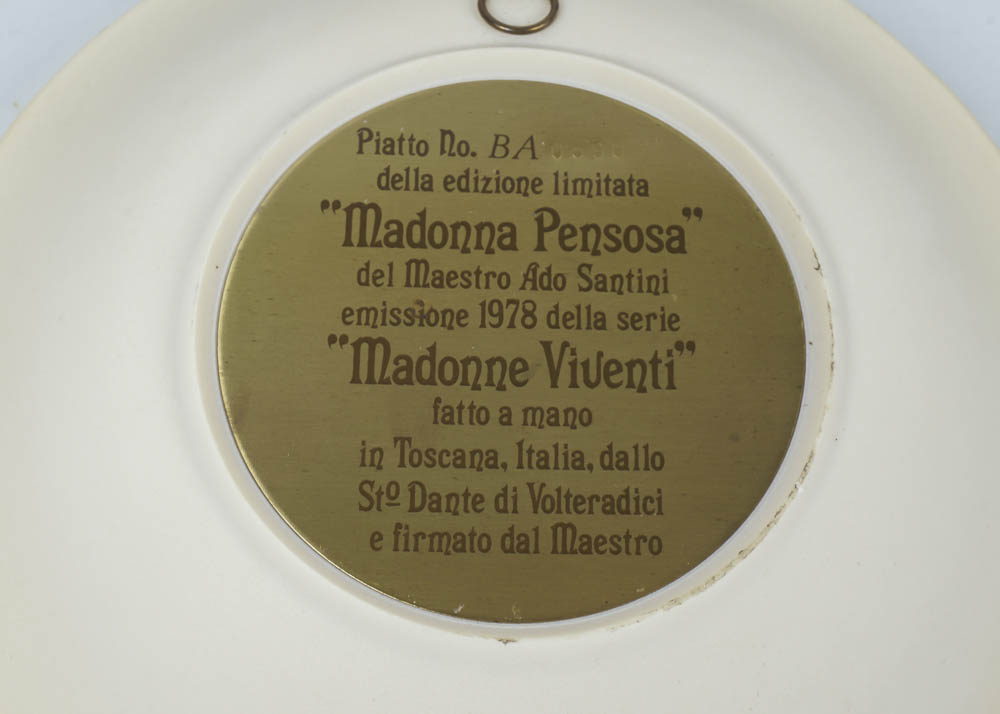 Piatto No. BA
della edizione limitata
"Madonna Pensosa"
del Maestro Ado Santini
emissione 1978 della serie
"Madonne Viventi"
fatto a mano
in Toscana, Italia, dallo
Stº Dante di Volteradici
e firmato dal Maestro